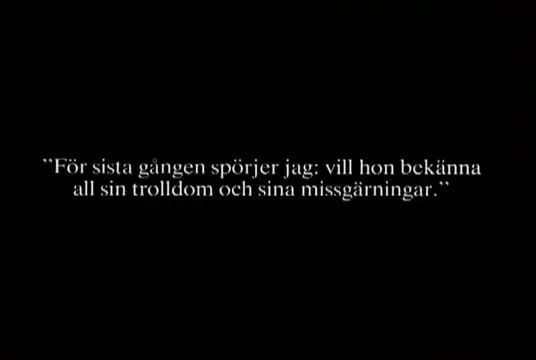 ”För sista gången spörjer jag: vill hon bekänna
all sin trolldom och sina missgärningar.”